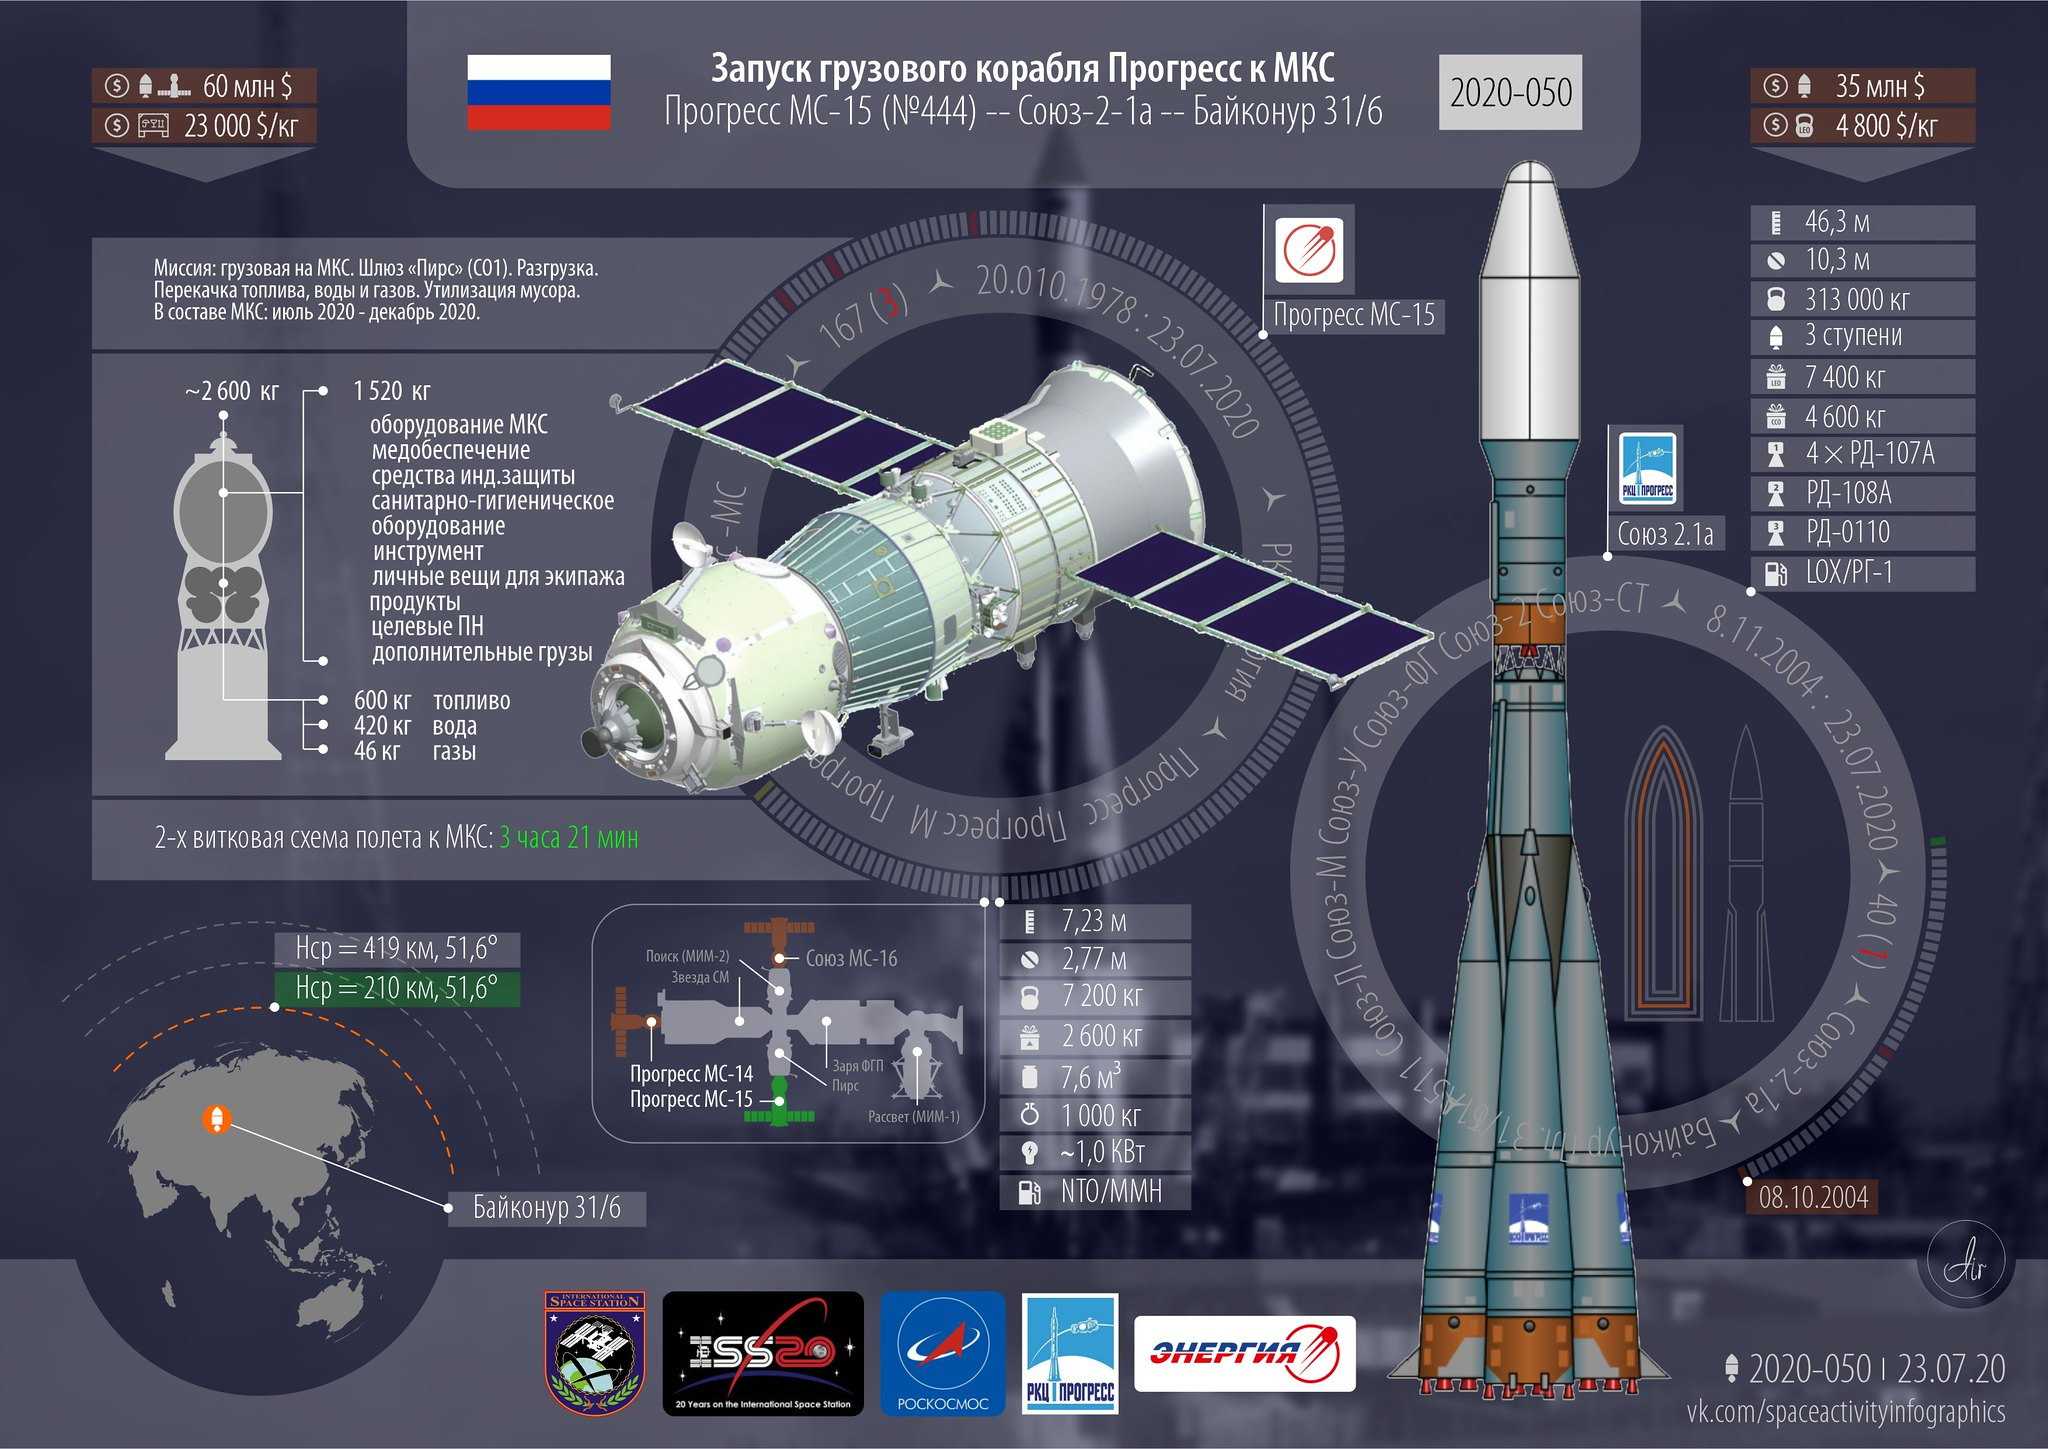 60 млн $
23 000 $/кг
Запуск грузового корабля Прогресс к МКС
Прогресс МС-15 (№444) -- Союз-2-1а -- Байконур 31/6
2020-050
35 млн $
LEO
4 800 $/кг
Миссия: грузовая на МКС. Шлюз «Пирс» (СО1). Разгрузка.
Перекачка топлива, воды и газов. Утилизация мусора.
В составе МКС: июль 2020 - декабрь 2020.
~2 600 кг
1 520 кг
оборудование МКС
медобеспечение
средства инд.защиты
санитарно-гигиеническое
оборудование
инструмент
личные вещи для экипажа
продукты
целевые ПН
дополнительные грузы
600 кг топливо
420 кг вода
46 кг газы
2-х витковая схема полета к МКС: 3 часа 21 мин
167 (3)
20.010.1978 : 23.07.2020
Прогресс
Прогресс М
Прогресс МС-15
46,3 м
10,3 м
313 000 кг
3 ступени
LEO
7 400 кг
ССО
4 600 кг
1
4 × РД-107А
2
РД-108А
3
РД-0110
LOX/РГ-1
РКЦ ПРОГРЕСС
Союз 2.1а
Союз-Л Союз-М Союз-У Союз-ФГ Союз-2 Союз-СТ
8.11.2004 : 23.07.2020
40 (1)
Союз-2.1а
Байконур пл. 31/6
08.10.2004
Нср = 419 км, 51,6°
Нср = 210 км, 51,6°
Байконур 31/6
Поиск (МИМ-2)
Звезда СМ
Союз МС-16
Прогресс МС-14
Прогресс МС-15
Заря ФГП
Пирс
Рассвет (МИМ-1)
7,23 м
2,77 м
7 200 кг
2 600 кг
7,6 м³
1 000 кг
~1,0 КВт
NTO/MMH
INTERNATIONAL
SPACE STATION
ISS20
20 Years on the International Space Station
РОСКОСМОС
РКЦ ПРОГРЕСС
ЭНЕРГИЯ
Air
2020-050 | 23.07.20
vk.com/spaceactivityinfographics